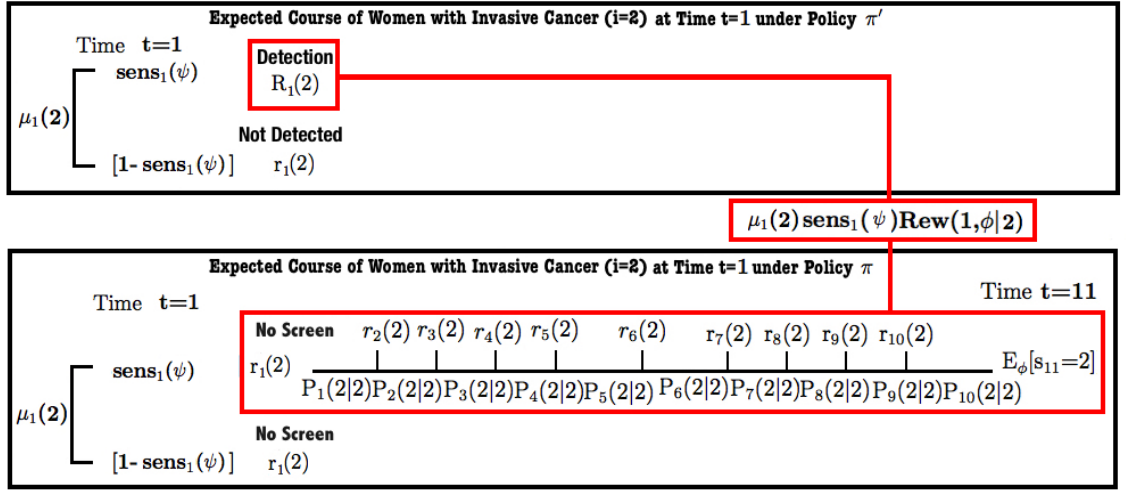 Expected Course of Women with Invasive Cancer (i=2) at Time t=1 under Policy π′
Time t=1
sens₁(ψ)
Detection
R₁(2)
μ₁(2)
Not Detected
[1- sens₁(ψ)] r₁(2)
μ₁(2)sens₁(ψ)Rew(1,ϕ|2)
Expected Course of Women with Invasive Cancer (i=2) at Time t=1 under Policy π
Time t=1
Time t=11
No Screen r₂(2) r₃(2) r₄(2) r₅(2) r₆(2) r₇(2) r₈(2) r₉(2) r₁₀(2)
sens₁(ψ) r₁(2) E_ϕ[s₁₁=2]
P₁(2|2)P₂(2|2)P₃(2|2)P₄(2|2)P₅(2|2) P₆(2|2)P₇(2|2)P₈(2|2)P₉(2|2)P₁₀(2|2)
μ₁(2)
No Screen
[1- sens₁(ψ)] r₁(2)